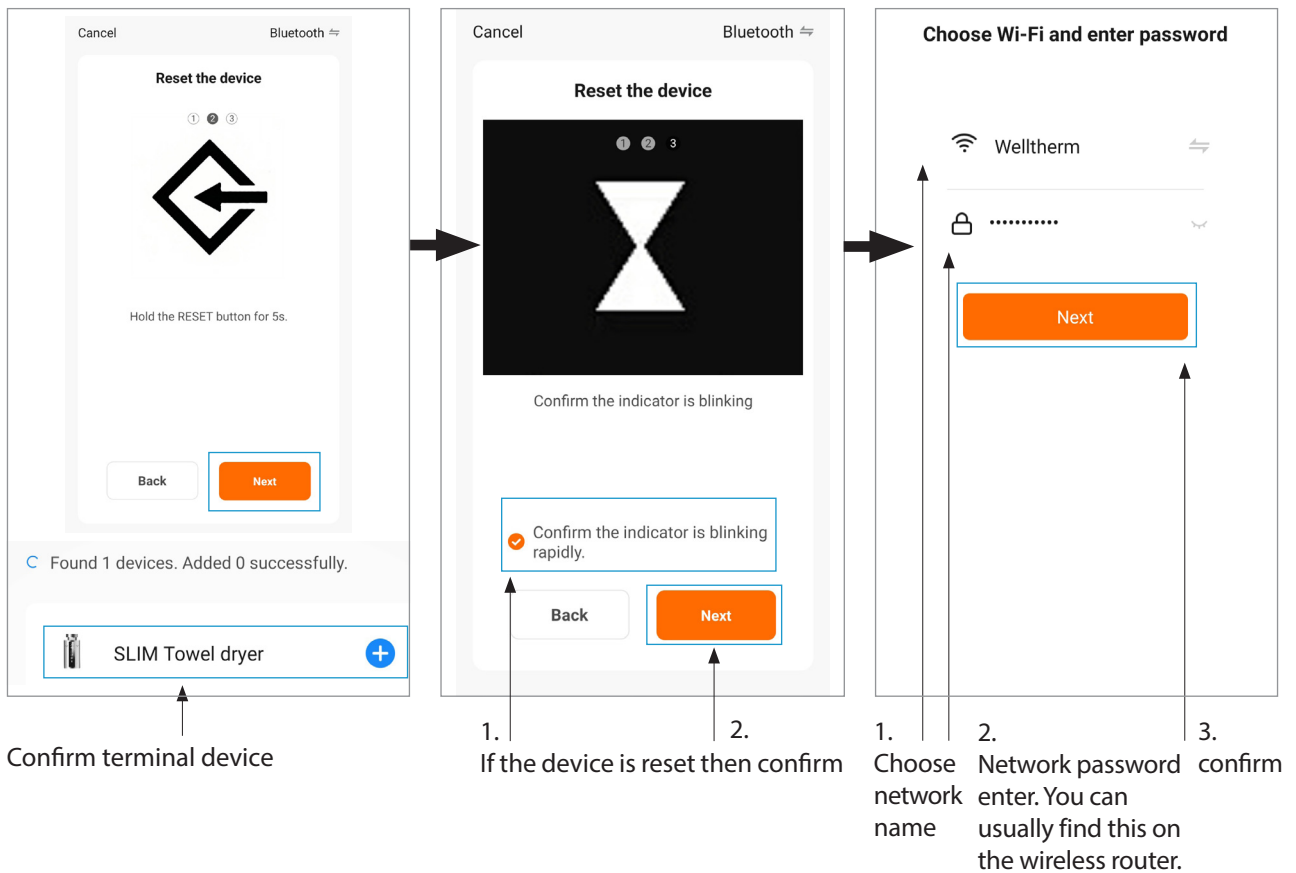 Cancel
Bluetooth
Reset the device
1 2 3
Hold the RESET button for 5s.
Back
Next
Found 1 devices. Added 0 successfully.
SLIM Towel dryer
Confirm terminal device
Cancel
Bluetooth
Reset the device
1 2 3
Confirm the indicator is blinking
Confirm the indicator is blinking
rapidly.
Back
Next
1.
2.
If the device is reset then confirm
Choose Wi-Fi and enter password
Welltherm
•••••••••••
Next
1.
Choose
network
name
2.
Network password
enter. You can
usually find this on
the wireless router.
3.
confirm